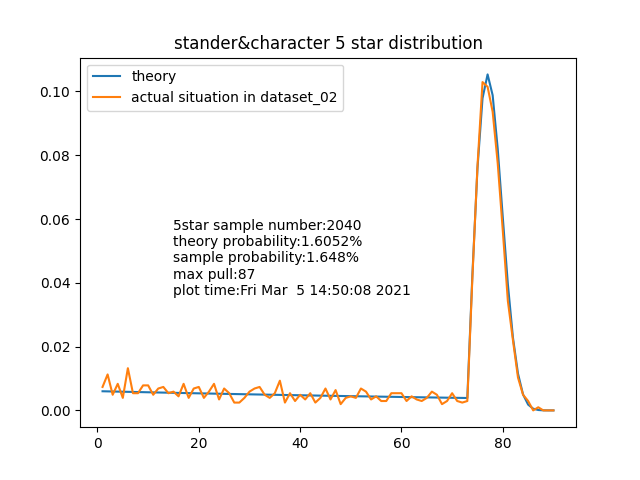 stander&character 5 star distribution
theory
actual situation in dataset_02
0.10
0.08
0.06
0.04
0.02
0.00
5star sample number:2040
theory probability:1.6052%
sample probability:1.648%
max pull:87
plot time:Fri Mar  5 14:50:08 2021
0
20
40
60
80